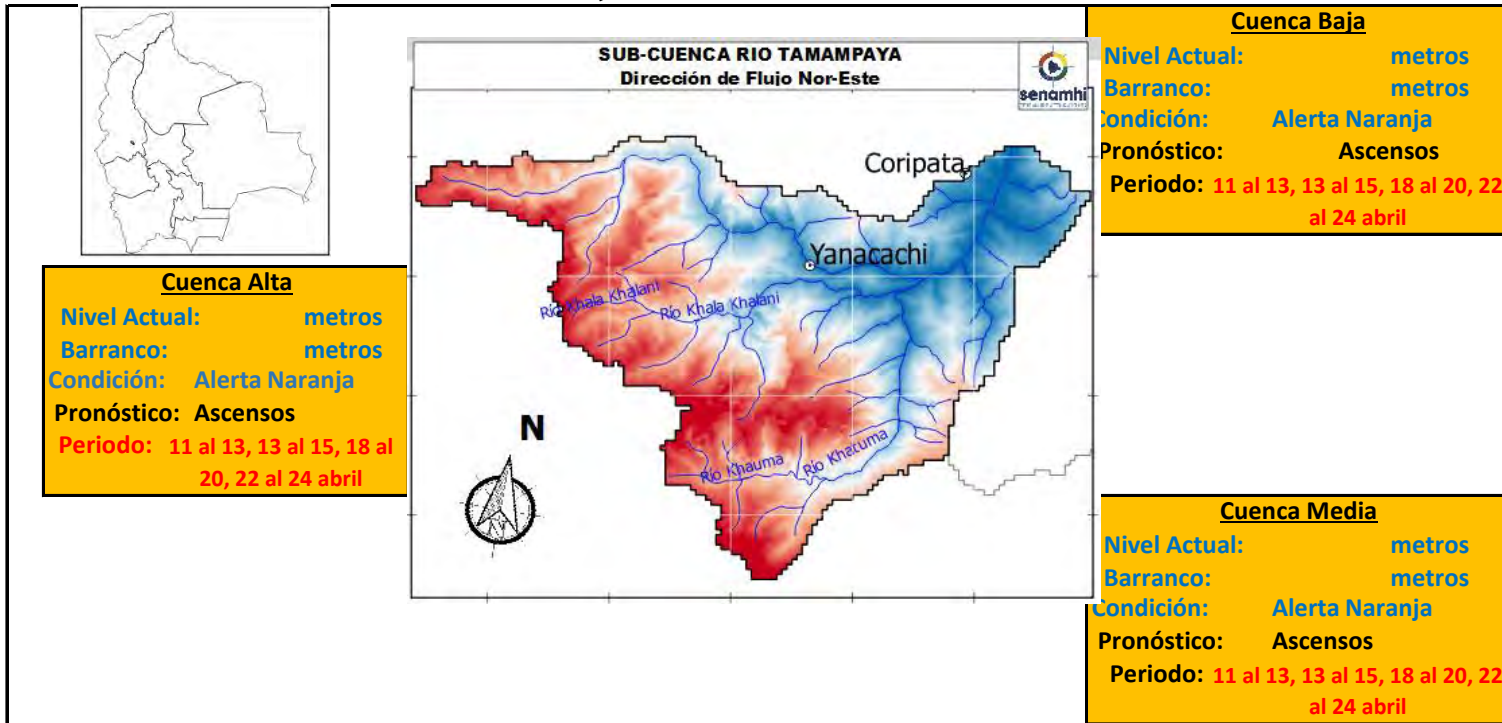 SUB-CUENCA RIO TAMAMPAYA
Dirección de Flujo Nor-Este
senamhi
Coripata
Yanacachi
Río Khala Khalani
Río Khala Khalani
Río Khauma
Río Khatuma
N
Cuenca Alta
Nivel Actual: metros
Barranco: metros
Condición: Alerta Naranja
Pronóstico: Ascensos
Periodo: 11 al 13, 13 al 15, 18 al
20, 22 al 24 abril
Cuenca Baja
Nivel Actual: metros
Barranco: metros
Condición: Alerta Naranja
Pronóstico: Ascensos
Periodo: 11 al 13, 13 al 15, 18 al 20, 22
al 24 abril
Cuenca Media
Nivel Actual: metros
Barranco: metros
Condición: Alerta Naranja
Pronóstico: Ascensos
Periodo: 11 al 13, 13 al 15, 18 al 20, 22
al 24 abril